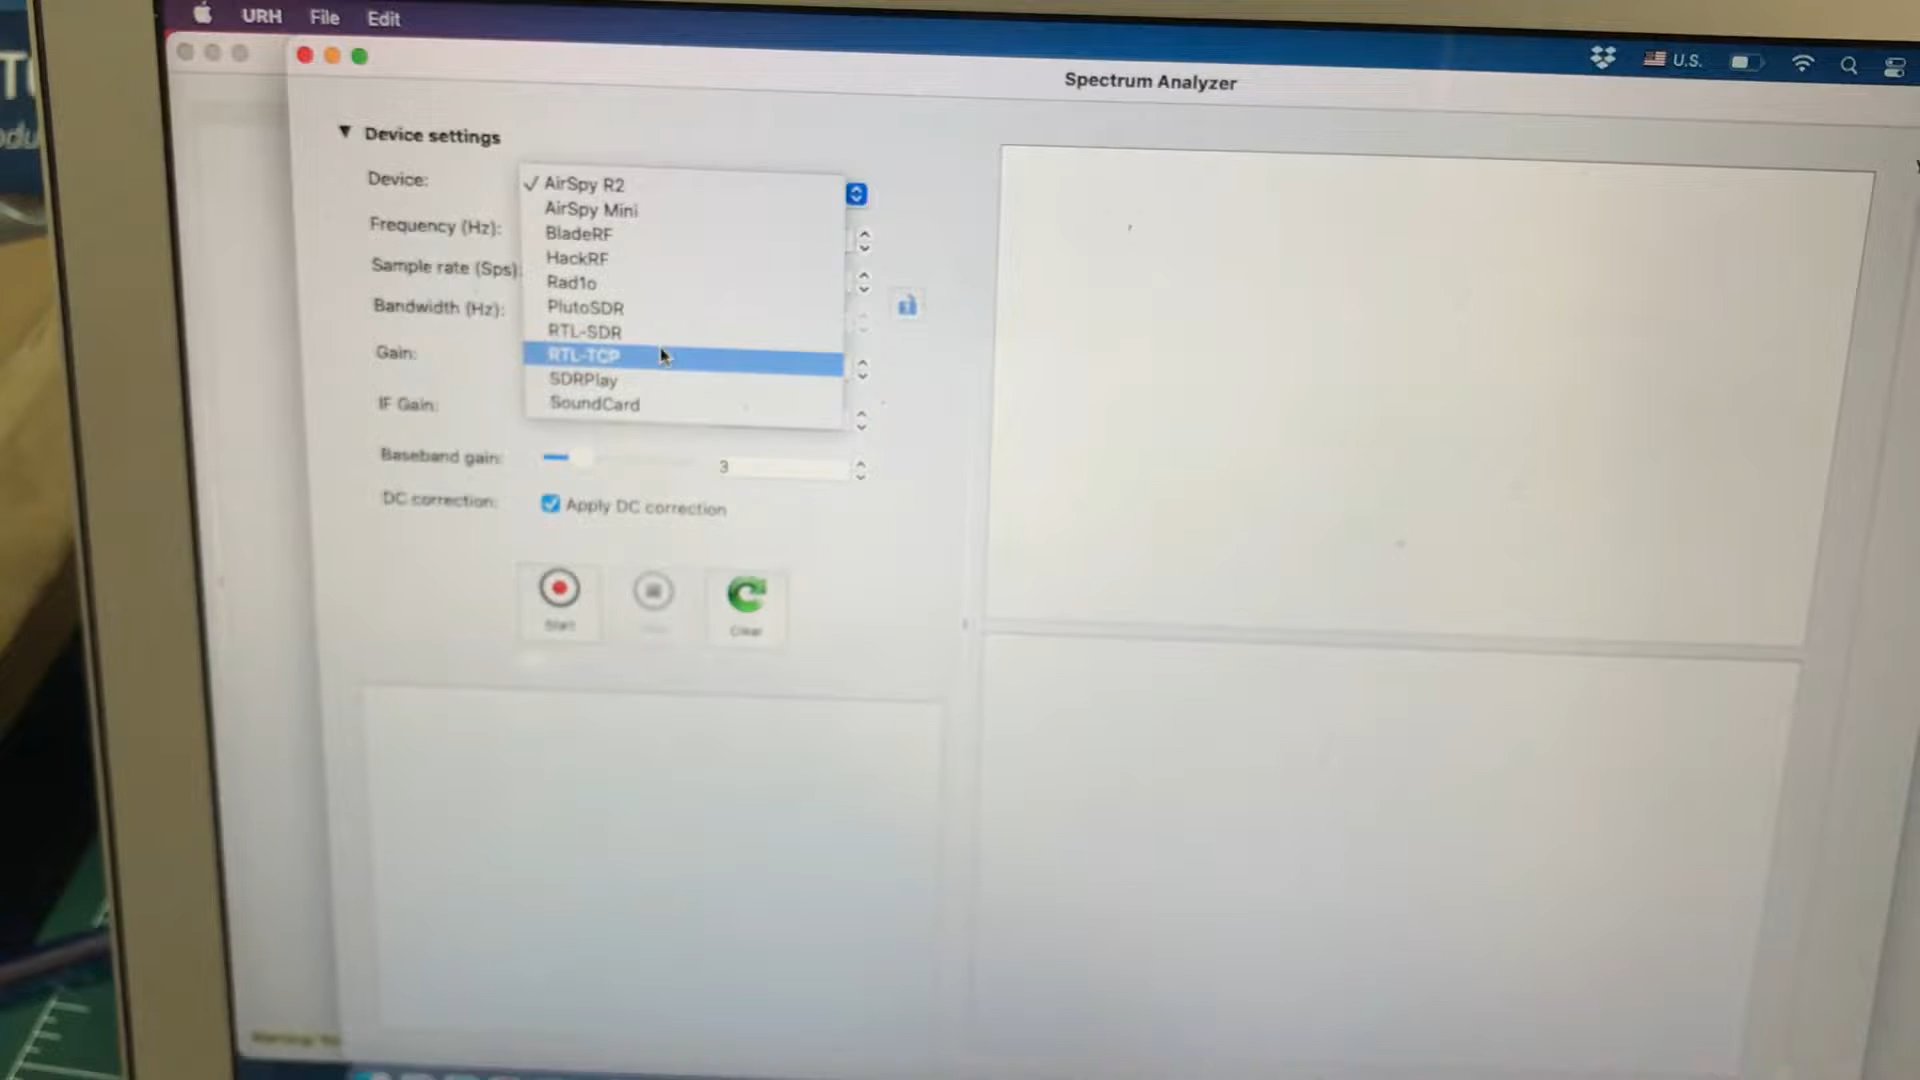 URH File Edit
U.S.
Spectrum Analyzer
Device settings
Device:
AirSpy R2
AirSpy Mini
BladeRF
HackRF
Rad1o
PlutoSDR
RTL-SDR
RTL-TCP
SDRPlay
SoundCard
Frequency (Hz):
Sample rate (Sps):
Bandwidth (Hz):
Gain:
IF Gain:
Baseband gain:
3
DC correction:
Apply DC correction
Start
Clear